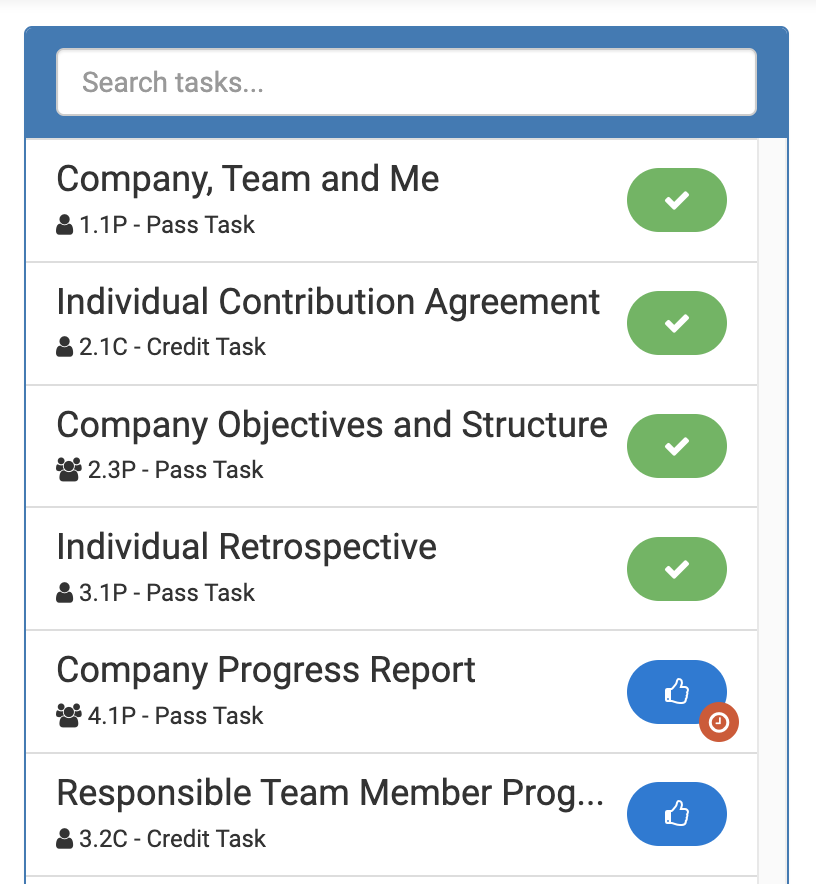 Search tasks...
Company, Team and Me
1.1P - Pass Task
Individual Contribution Agreement
2.1C - Credit Task
Company Objectives and Structure
2.3P - Pass Task
Individual Retrospective
3.1P - Pass Task
Company Progress Report
4.1P - Pass Task
Responsible Team Member Prog...
3.2C - Credit Task